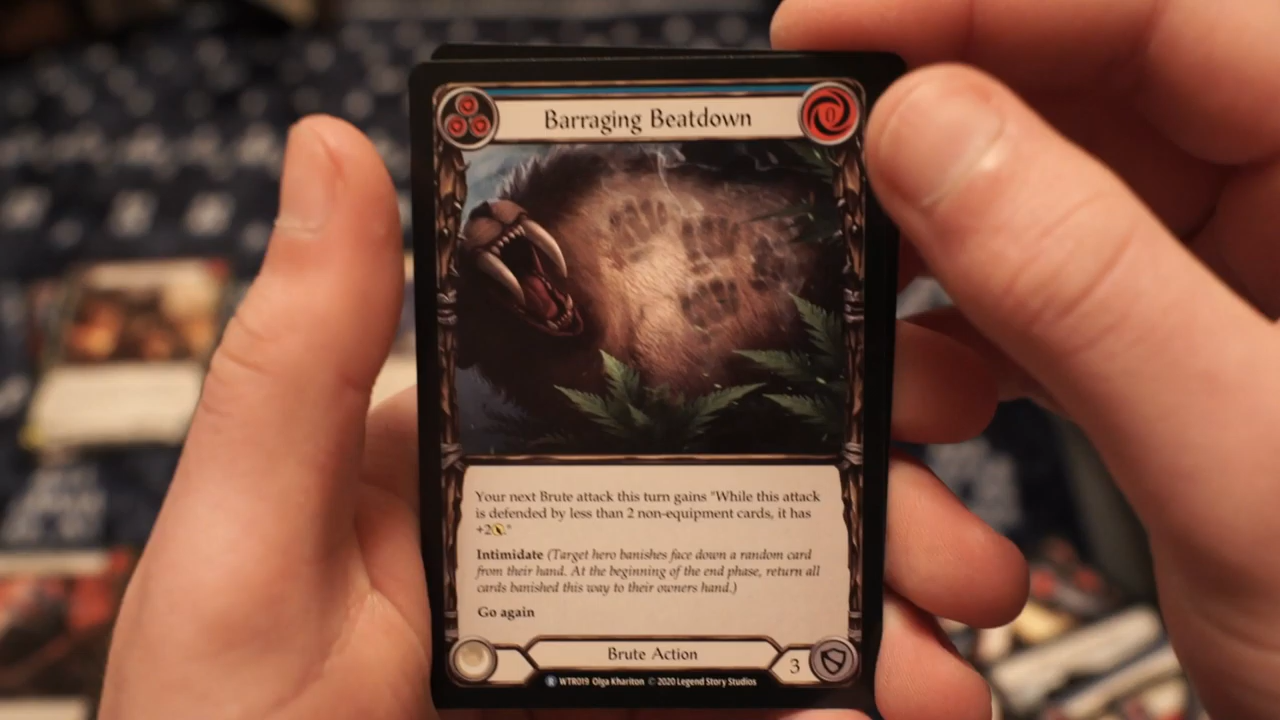 Barraging Beatdown
0
Your next Brute attack this turn gains "While this attack
is defended by less than 2 non-equipment cards, it has
+2."
Intimidate (Target hero banishes face down a random card
from their hand. At the beginning of the end phase, return all
cards banished this way to their owners hand.)
Go again
Brute Action
3
R WTR019 Olga Khariton © 2020 Legend Story Studios